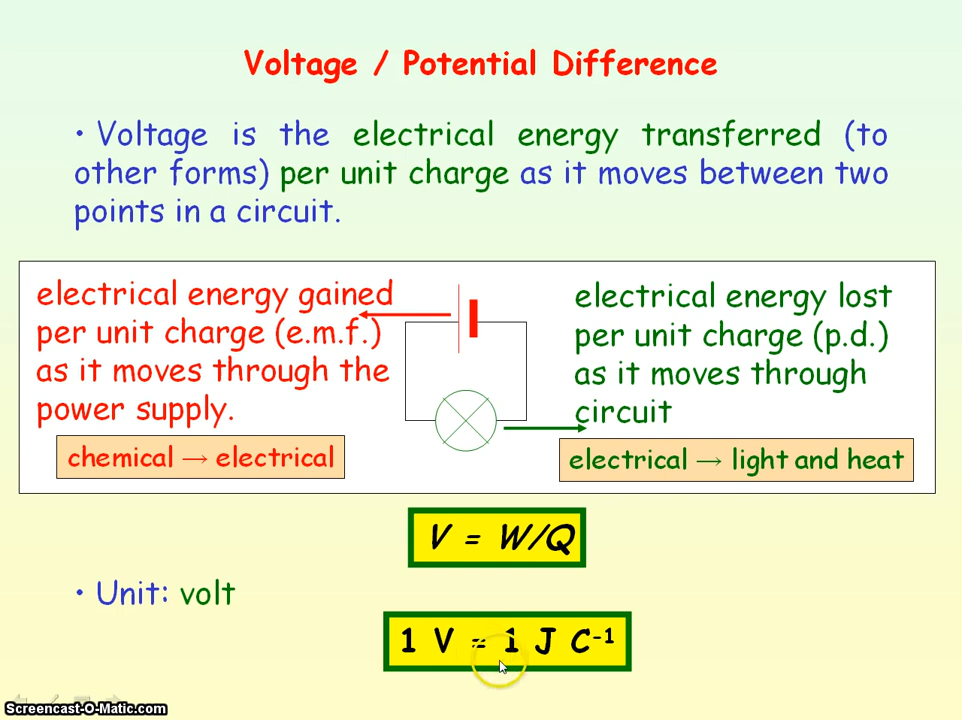 Voltage / Potential Difference
• Voltage is the electrical energy transferred (to
other forms) per unit charge as it moves between two
points in a circuit.
electrical energy gained
per unit charge (e.m.f.)
as it moves through the
power supply.
chemical → electrical
electrical energy lost
per unit charge (p.d.)
as it moves through
circuit
electrical → light and heat
V = W/Q
• Unit: volt
1 V = 1 J C⁻¹
Screencast-O-Matic.com